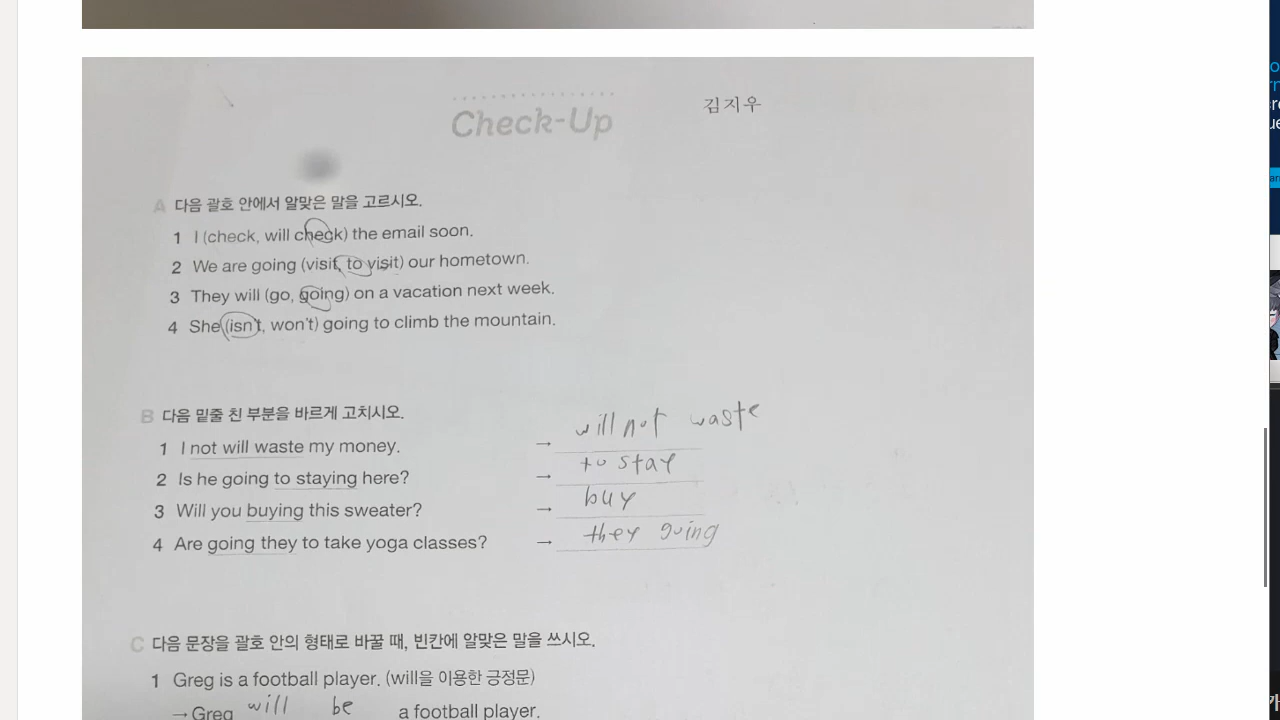 Check-Up
김지우
A 다음 괄호 안에서 알맞은 말을 고르시오.
1 I (check, will check) the email soon.
2 We are going (visit, to visit) our hometown.
3 They will (go, going) on a vacation next week.
4 She (isn't, won't) going to climb the mountain.
B 다음 밑줄 친 부분을 바르게 고치시오.
1 I not will waste my money. → will not waste
2 Is he going to staying here? → to stay
3 Will you buying this sweater? → buy
4 Are going they to take yoga classes? → they going
C 다음 문장을 괄호 안의 형태로 바꿀 때, 빈칸에 알맞은 말을 쓰시오.
1 Greg is a football player. (will을 이용한 긍정문)
→ Greg will be a football player.